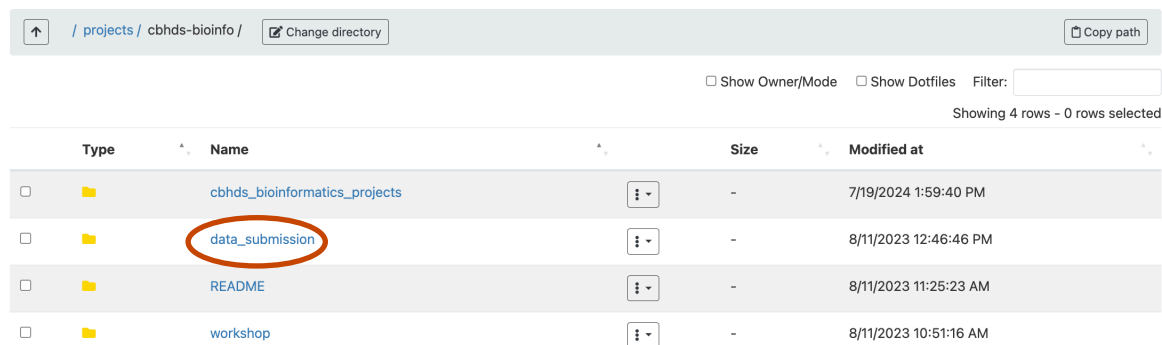 / projects / cbhds-bioinfo / Change directory Copy path
Show Owner/Mode Show Dotfiles Filter:
Showing 4 rows - 0 rows selected
Type Name Size Modified at
cbhds_bioinformatics_projects - 7/19/2024 1:59:40 PM
data_submission - 8/11/2023 12:46:46 PM
README - 8/11/2023 11:25:23 AM
workshop - 8/11/2023 10:51:16 AM